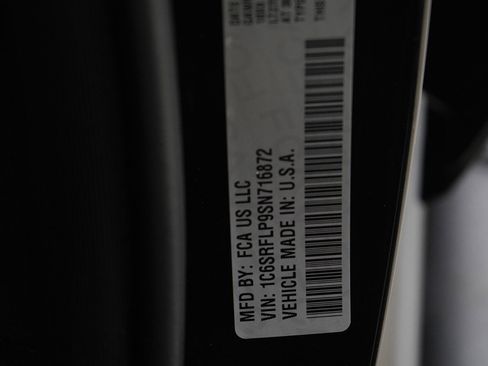 MFD BY: FCA US LLC
VIN: 1C6SRFLP9SN716872
VEHICLE MADE IN: U.S.A.